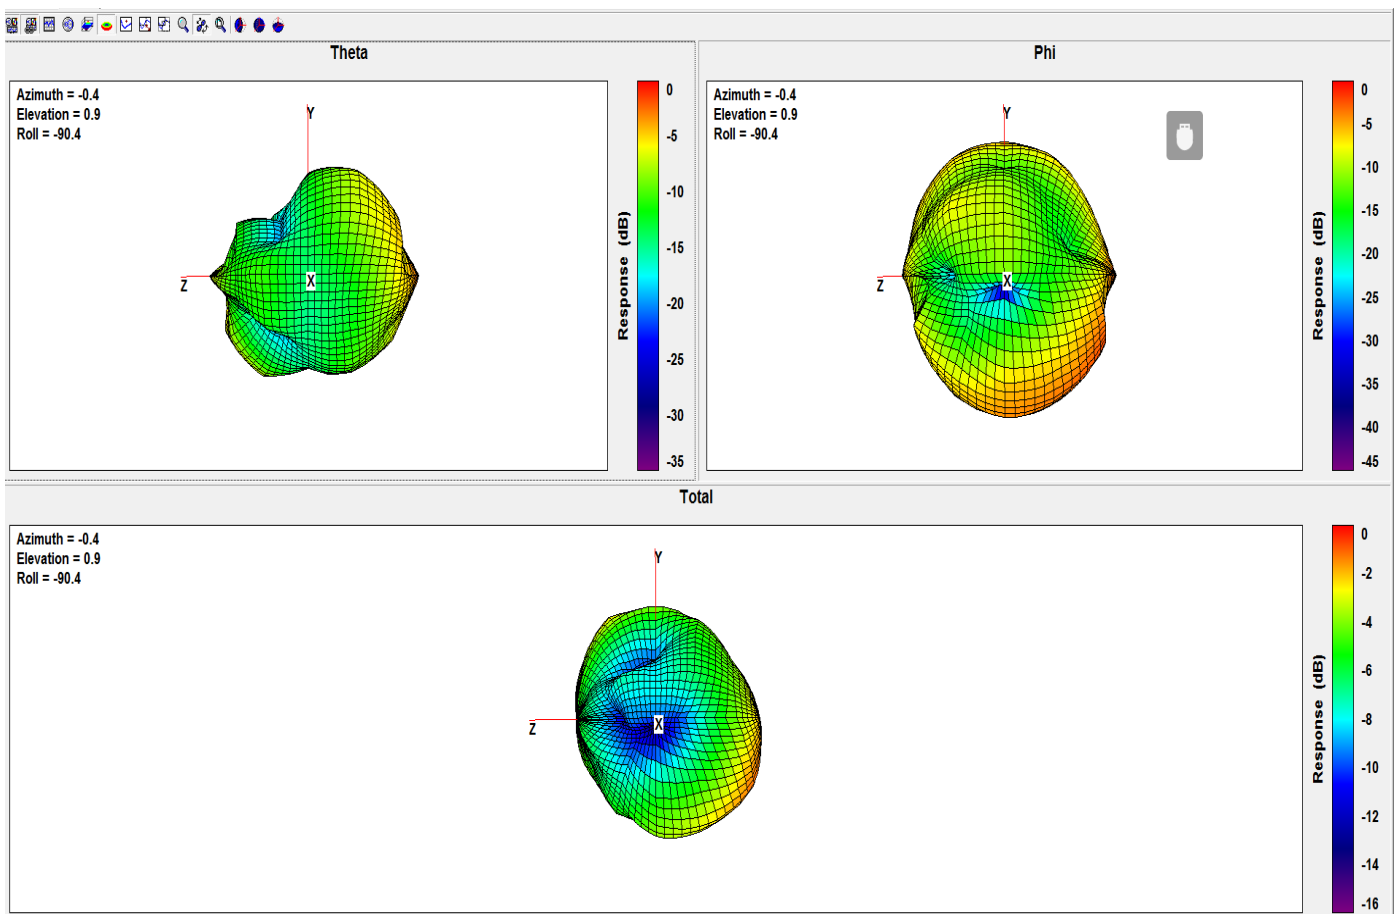 Theta
Azimuth = -0.4
Elevation = 0.9
Roll = -90.4
Y
Z
X
0
-5
-10
-15
-20
-25
-30
-35
Response (dB)
Phi
Azimuth = -0.4
Elevation = 0.9
Roll = -90.4
Y
Z
X
0
-5
-10
-15
-20
-25
-30
-35
-40
-45
Response (dB)
Total
Azimuth = -0.4
Elevation = 0.9
Roll = -90.4
Y
Z
X
0
-2
-4
-6
-8
-10
-12
-14
-16
Response (dB)